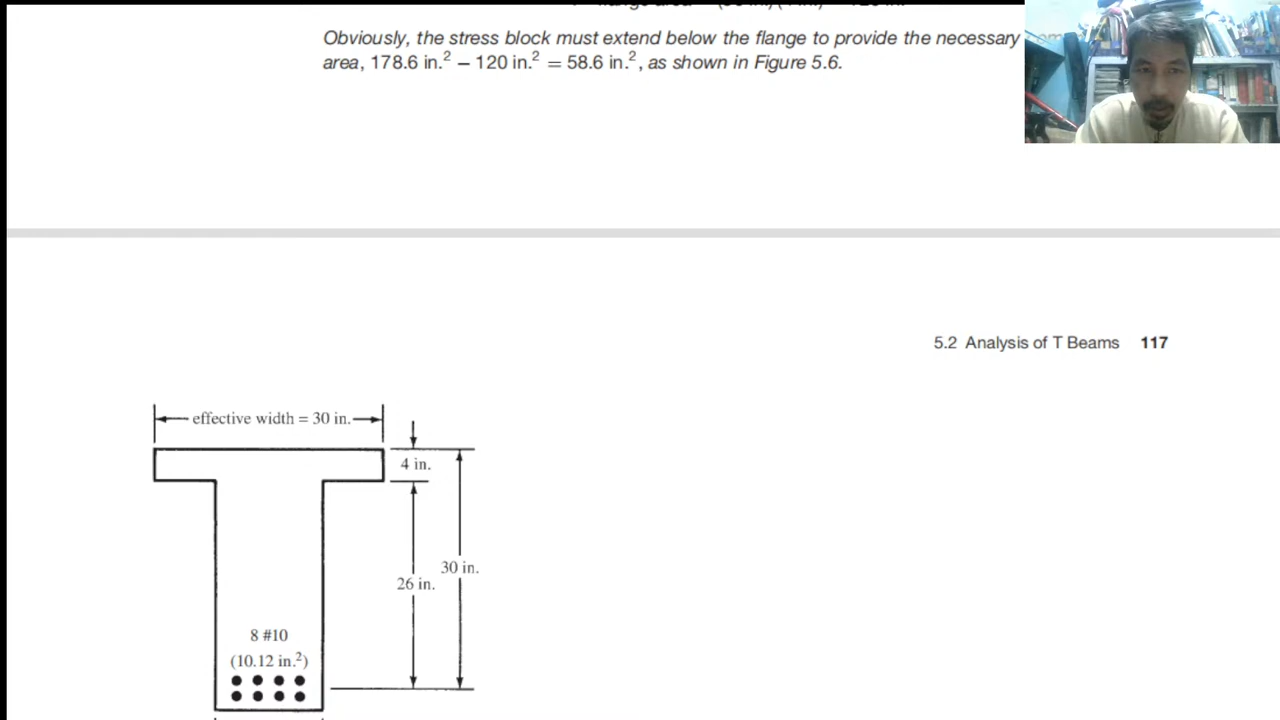 Obviously, the stress block must extend below the flange to provide the necessary
area, 178.6 in.² – 120 in.² = 58.6 in.², as shown in Figure 5.6.
5.2 Analysis of T Beams 117
effective width = 30 in.
4 in.
30 in.
26 in.
8 #10
(10.12 in.²)